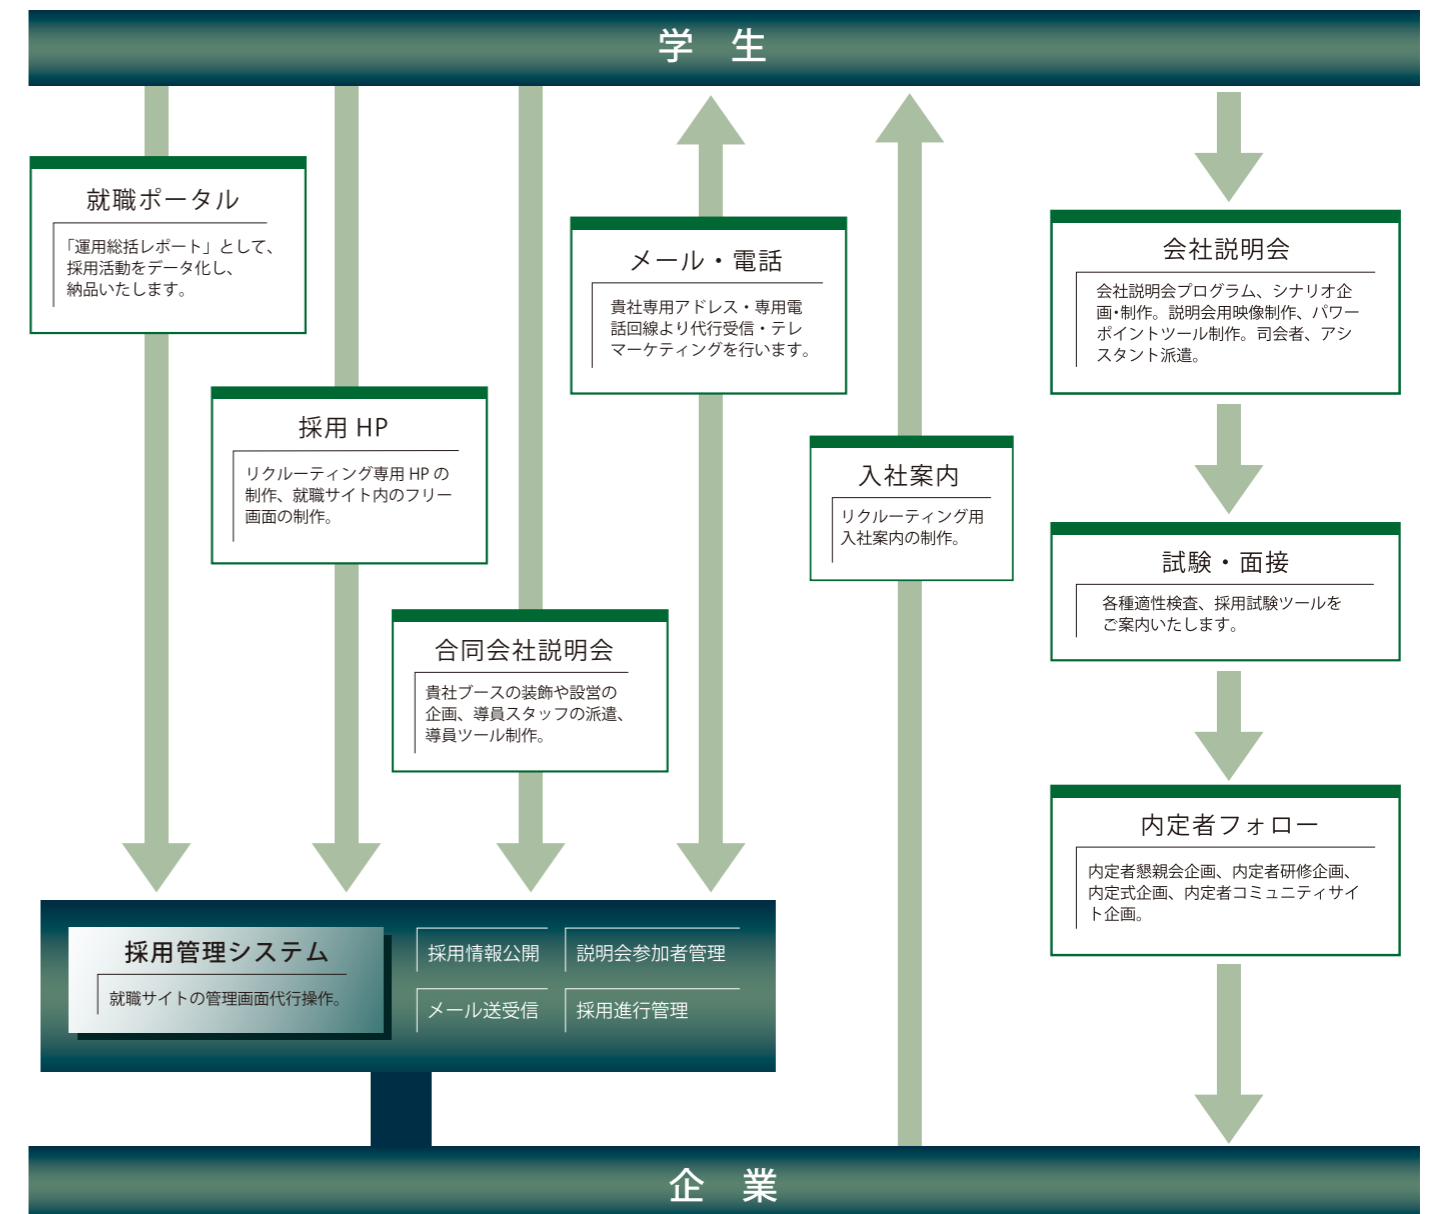 学 生
就職ポータル
「運用総括レポート」として、
採用活動をデータ化し、
納品いたします。
採用 HP
リクルーティング専用 HP の
制作、就職サイト内のフリー
画面の制作。
合同会社説明会
貴社ブースの装飾や設営の
企画、導員スタッフの派遣、
導員ツール制作。
メール・電話
貴社専用アドレス・専用電
話回線より代行受信・テレ
マーケティングを行います。
入社案内
リクルーティング用
入社案内の制作。
会社説明会
会社説明会プログラム、シナリオ企
画・制作。説明会用映像制作、パワー
ポイントツール制作。司会者、アシ
スタント派遣。
試験・面接
各種適性検査、採用試験ツールを
ご案内いたします。
内定者フォロー
内定者懇親会企画、内定者研修企画、
内定式企画、内定者コミュニティサイ
ト企画。
採用管理システム
就職サイトの管理画面代行操作。
採用情報公開
説明会参加者管理
メール送受信
採用進行管理
企 業